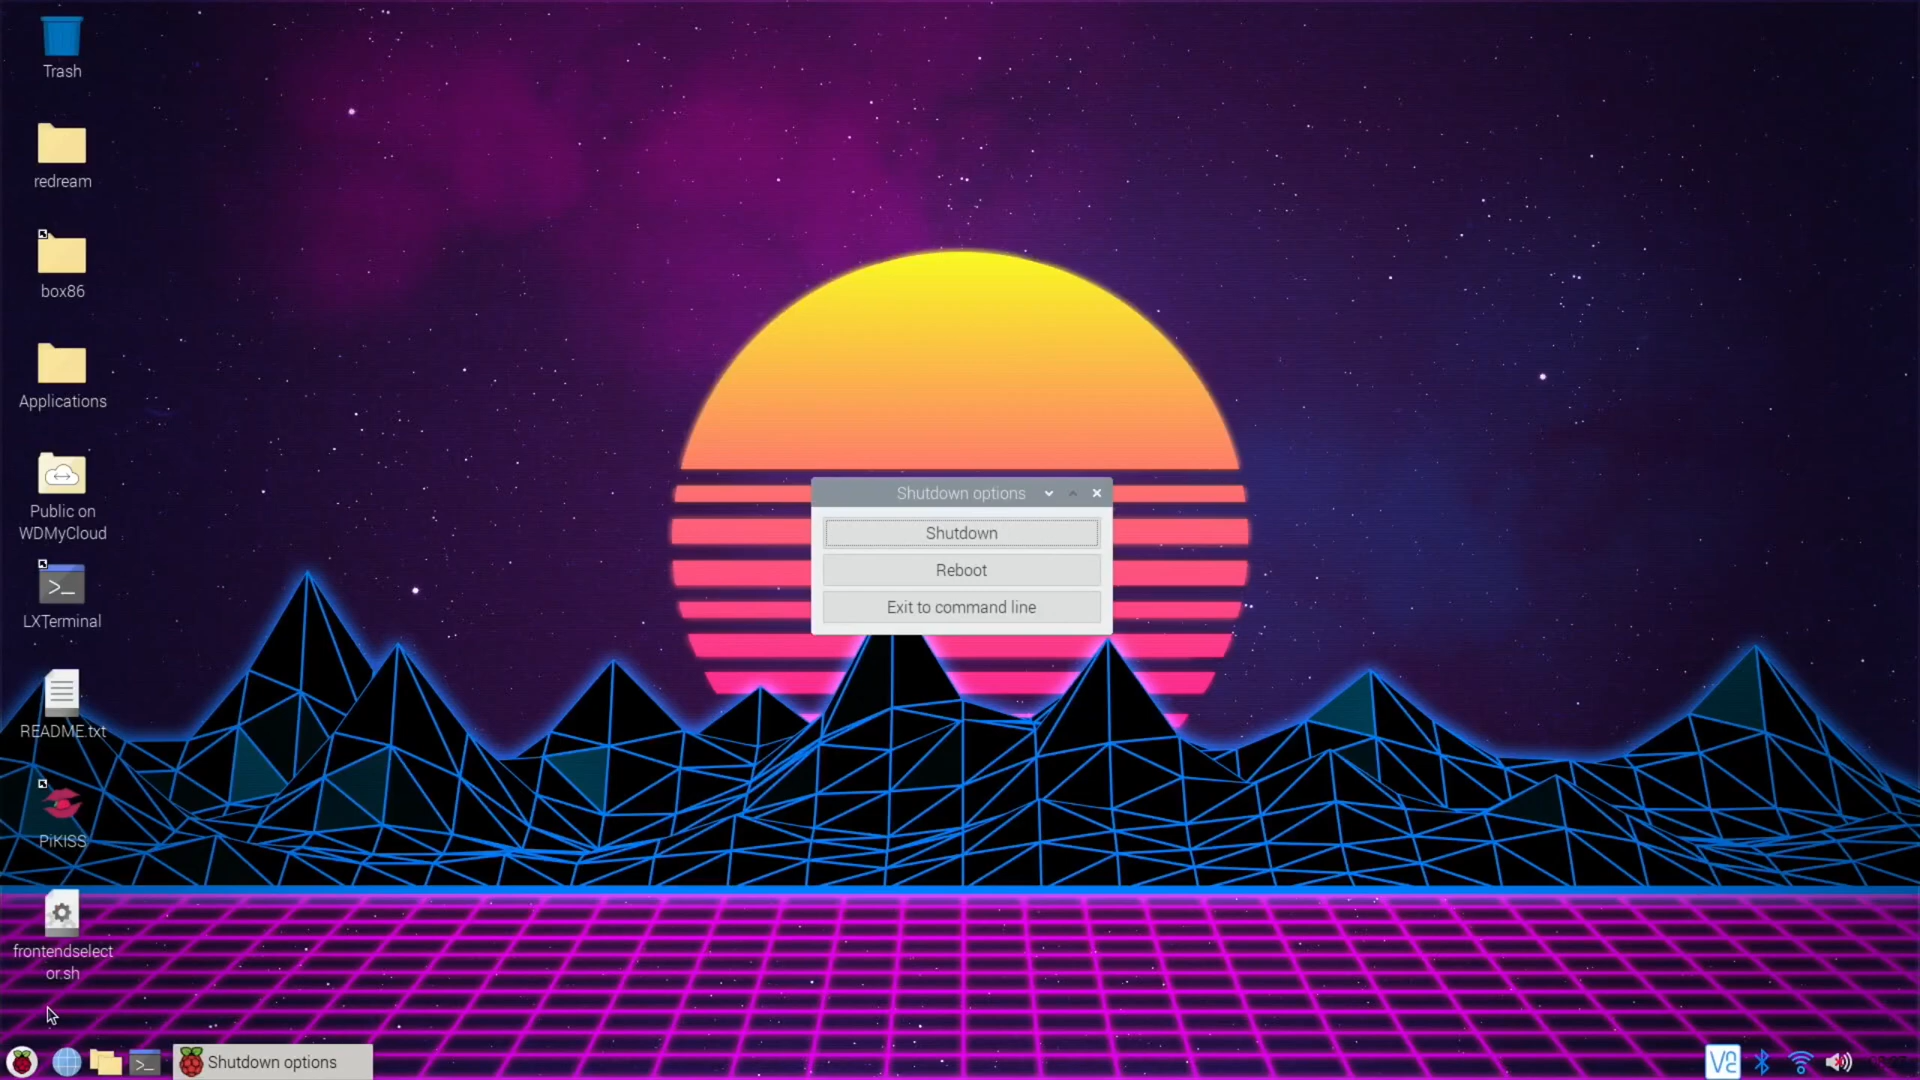 Trash
redream
box86
Applications
Public on
WDMyCloud
LXTerminal
README.txt
PiKISS
frontendselect
or.sh
Shutdown options
Shutdown
Reboot
Exit to command line
Shutdown options